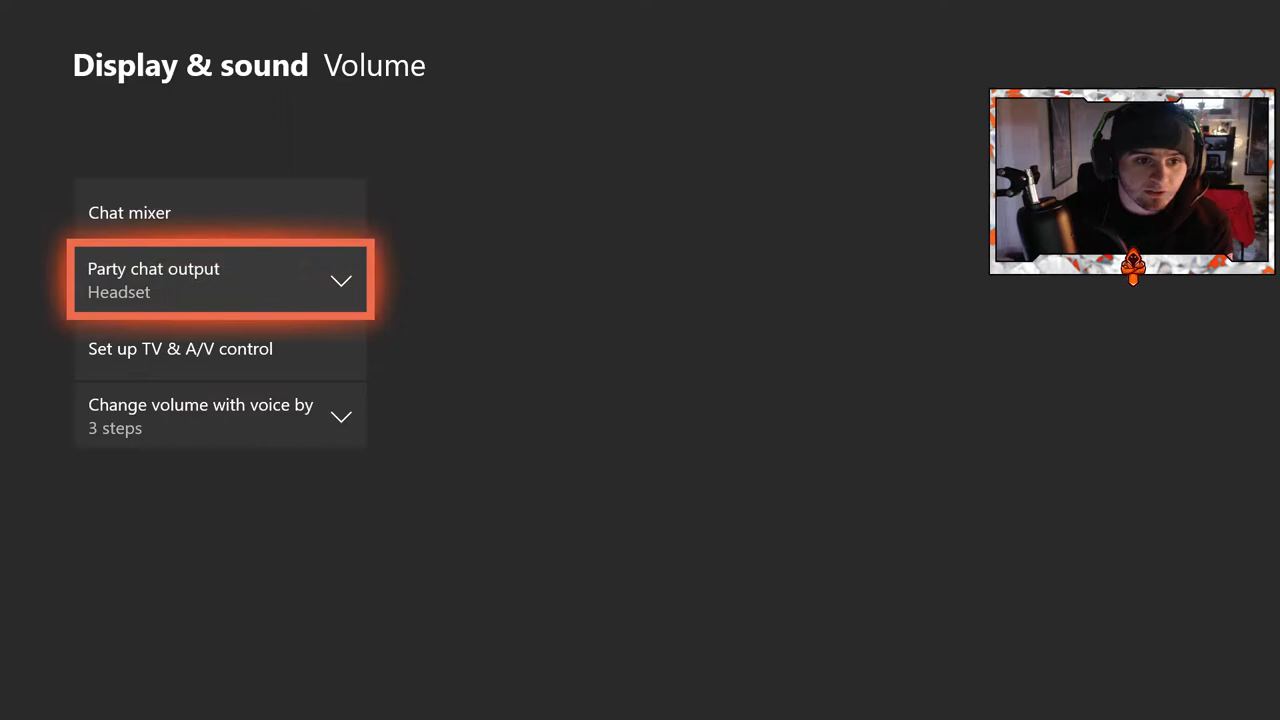 Display & sound Volume
Chat mixer
Party chat output
Headset
Set up TV & A/V control
Change volume with voice by
3 steps